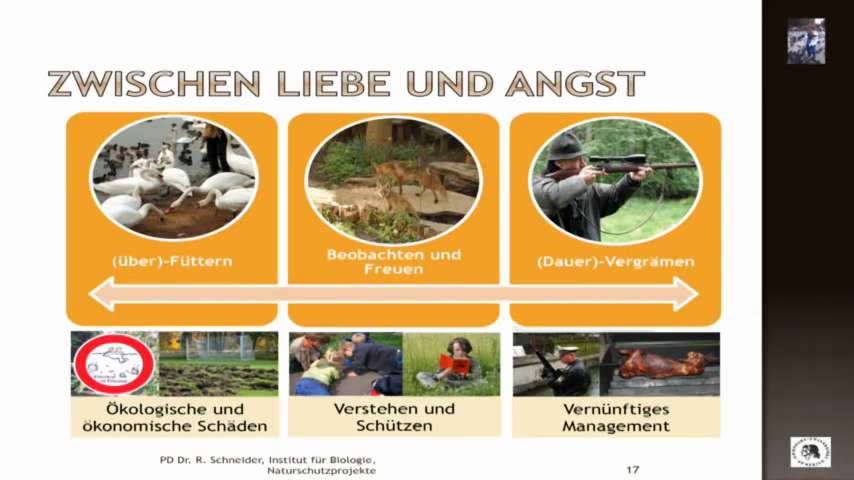 ZWISCHEN LIEBE UND ANGST
(über)-Füttern
Beobachten und
Freuen
(Dauer)-Vergrämen
Ökologische und
ökonomische Schäden
Verstehen und
Schützen
Vernünftiges
Management
PD Dr. R. Schneider, Institut für Biologie,
Naturschutzprojekte
17